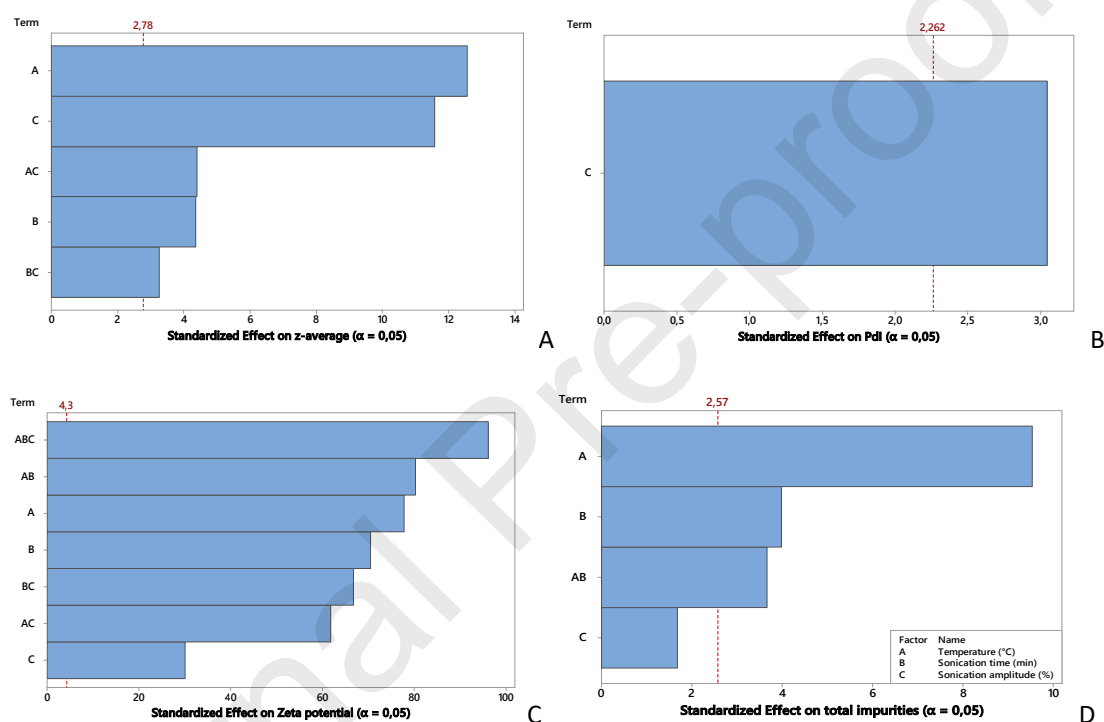 Term
2,78
A
C
AC
B
BC
0 2 4 6 8 10 12 14
Standardized Effect on z-average (α = 0,05)
A
Term
2,262
C
0,0 0,5 1,0 1,5 2,0 2,5 3,0
Standardized Effect on PdI (α = 0,05)
B
Term
4,3
ABC
AB
A
B
BC
AC
C
0 20 40 60 80 100
Standardized Effect on Zeta potential (α = 0,05)
C
Term
2,57
A
B
AB
C
Factor Name
A Temperature (°C)
B Sonication time (min)
C Sonication amplitude (%)
0 2 4 6 8 10
Standardized Effect on total impurities (α = 0,05)
D
nal Pre-proo